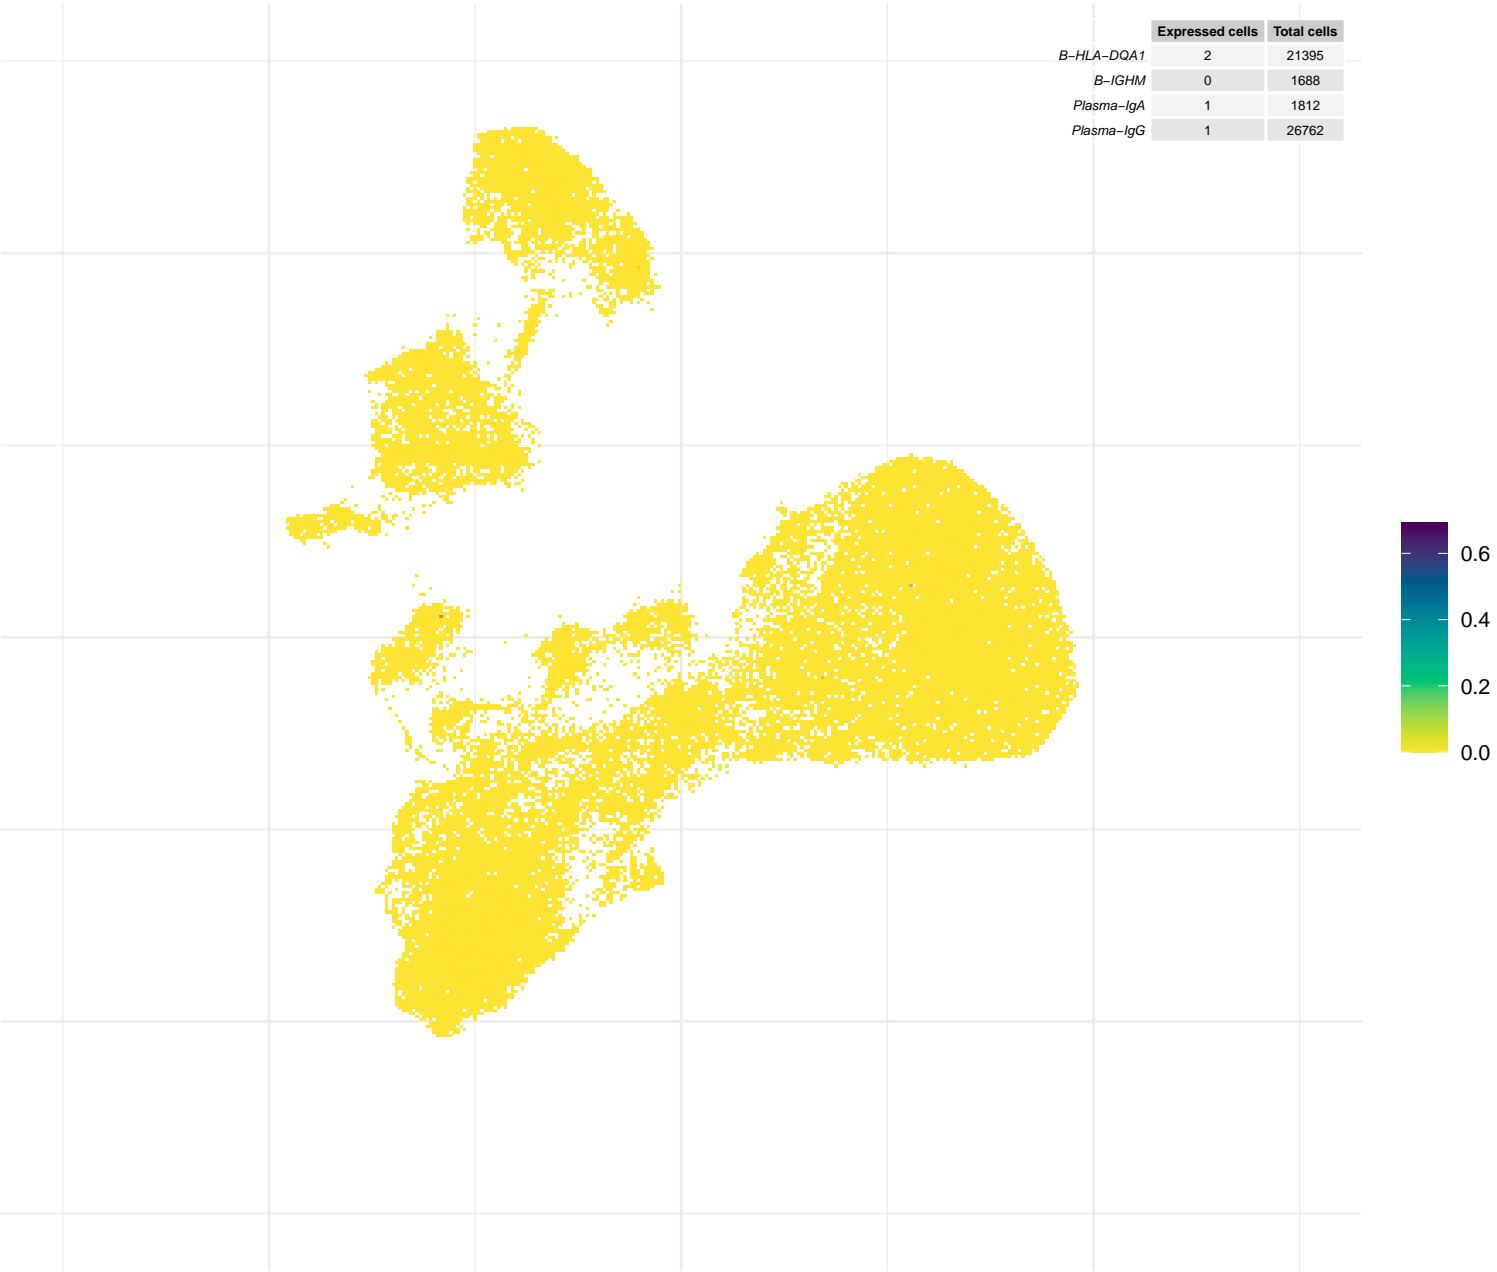 Expressed cells Total cells
B−HLA−DQA1 2 21395
B−IGHM 0 1688
Plasma−IgA 1 1812
Plasma−IgG 1 26762
0.6
0.4
0.2
0.0